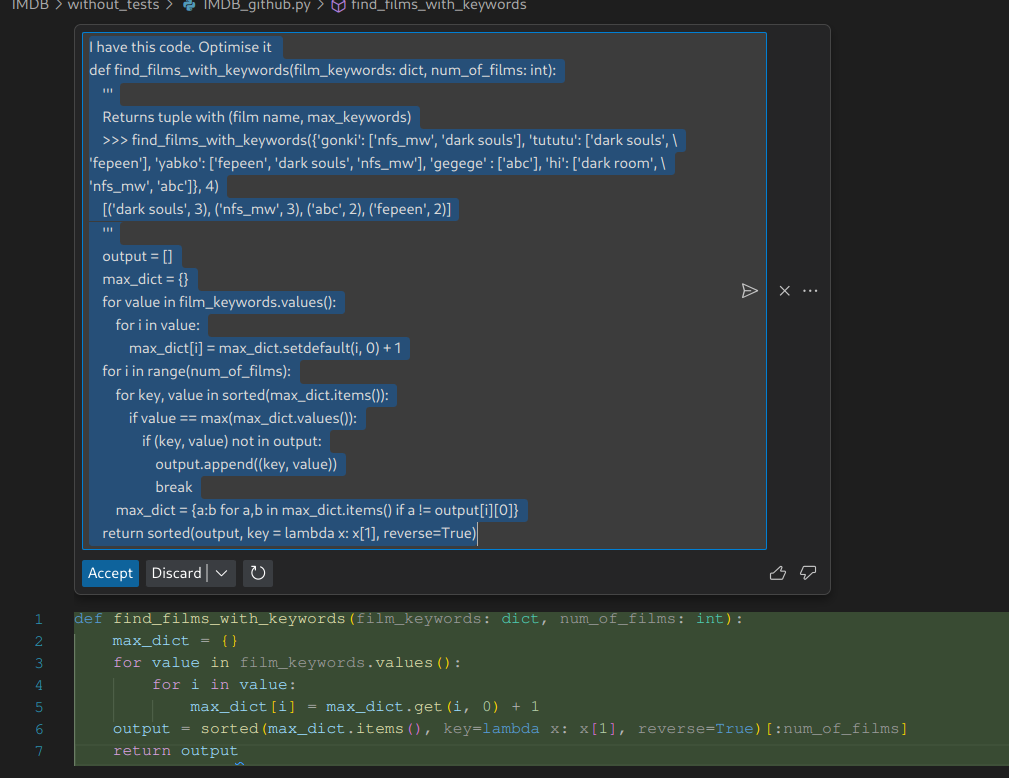 IMDB > without_tests > IMDB_github.py > find_films_with_keywords
I have this code. Optimise it
def find_films_with_keywords(film_keywords: dict, num_of_films: int):
'''
Returns tuple with (film name, max_keywords)
>>> find_films_with_keywords({'gonki': ['nfs_mw', 'dark souls'], 'tututu': ['dark souls', \
'fepeen'], 'yabko': ['fepeen', 'dark souls', 'nfs_mw'], 'gegege' : ['abc'], 'hi': ['dark room', \
'nfs_mw', 'abc']}, 4)
[('dark souls', 3), ('nfs_mw', 3), ('abc', 2), ('fepeen', 2)]
'''
output = []
max_dict = {}
for value in film_keywords.values():
for i in value:
max_dict[i] = max_dict.setdefault(i, 0) + 1
for i in range(num_of_films):
for key, value in sorted(max_dict.items()):
if value == max(max_dict.values()):
if (key, value) not in output:
output.append((key, value))
break
max_dict = {a:b for a,b in max_dict.items() if a != output[i][0]}
return sorted(output, key = lambda x: x[1], reverse=True)
Accept Discard
1 def find_films_with_keywords(film_keywords: dict, num_of_films: int):
2 max_dict = {}
3 for value in film_keywords.values():
4 for i in value:
5 max_dict[i] = max_dict.get(i, 0) + 1
6 output = sorted(max_dict.items(), key=lambda x: x[1], reverse=True)[:num_of_films]
7 return output